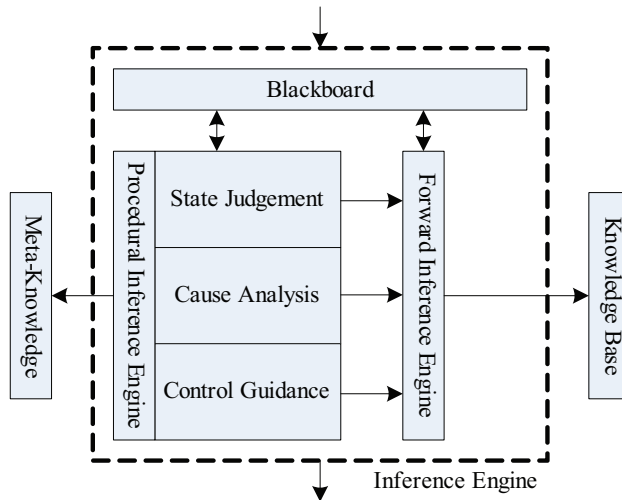 Blackboard
Meta-Knowledge
Procedural Inference Engine
State Judgement
Cause Analysis
Control Guidance
Forward Inference Engine
Knowledge Base
Inference Engine